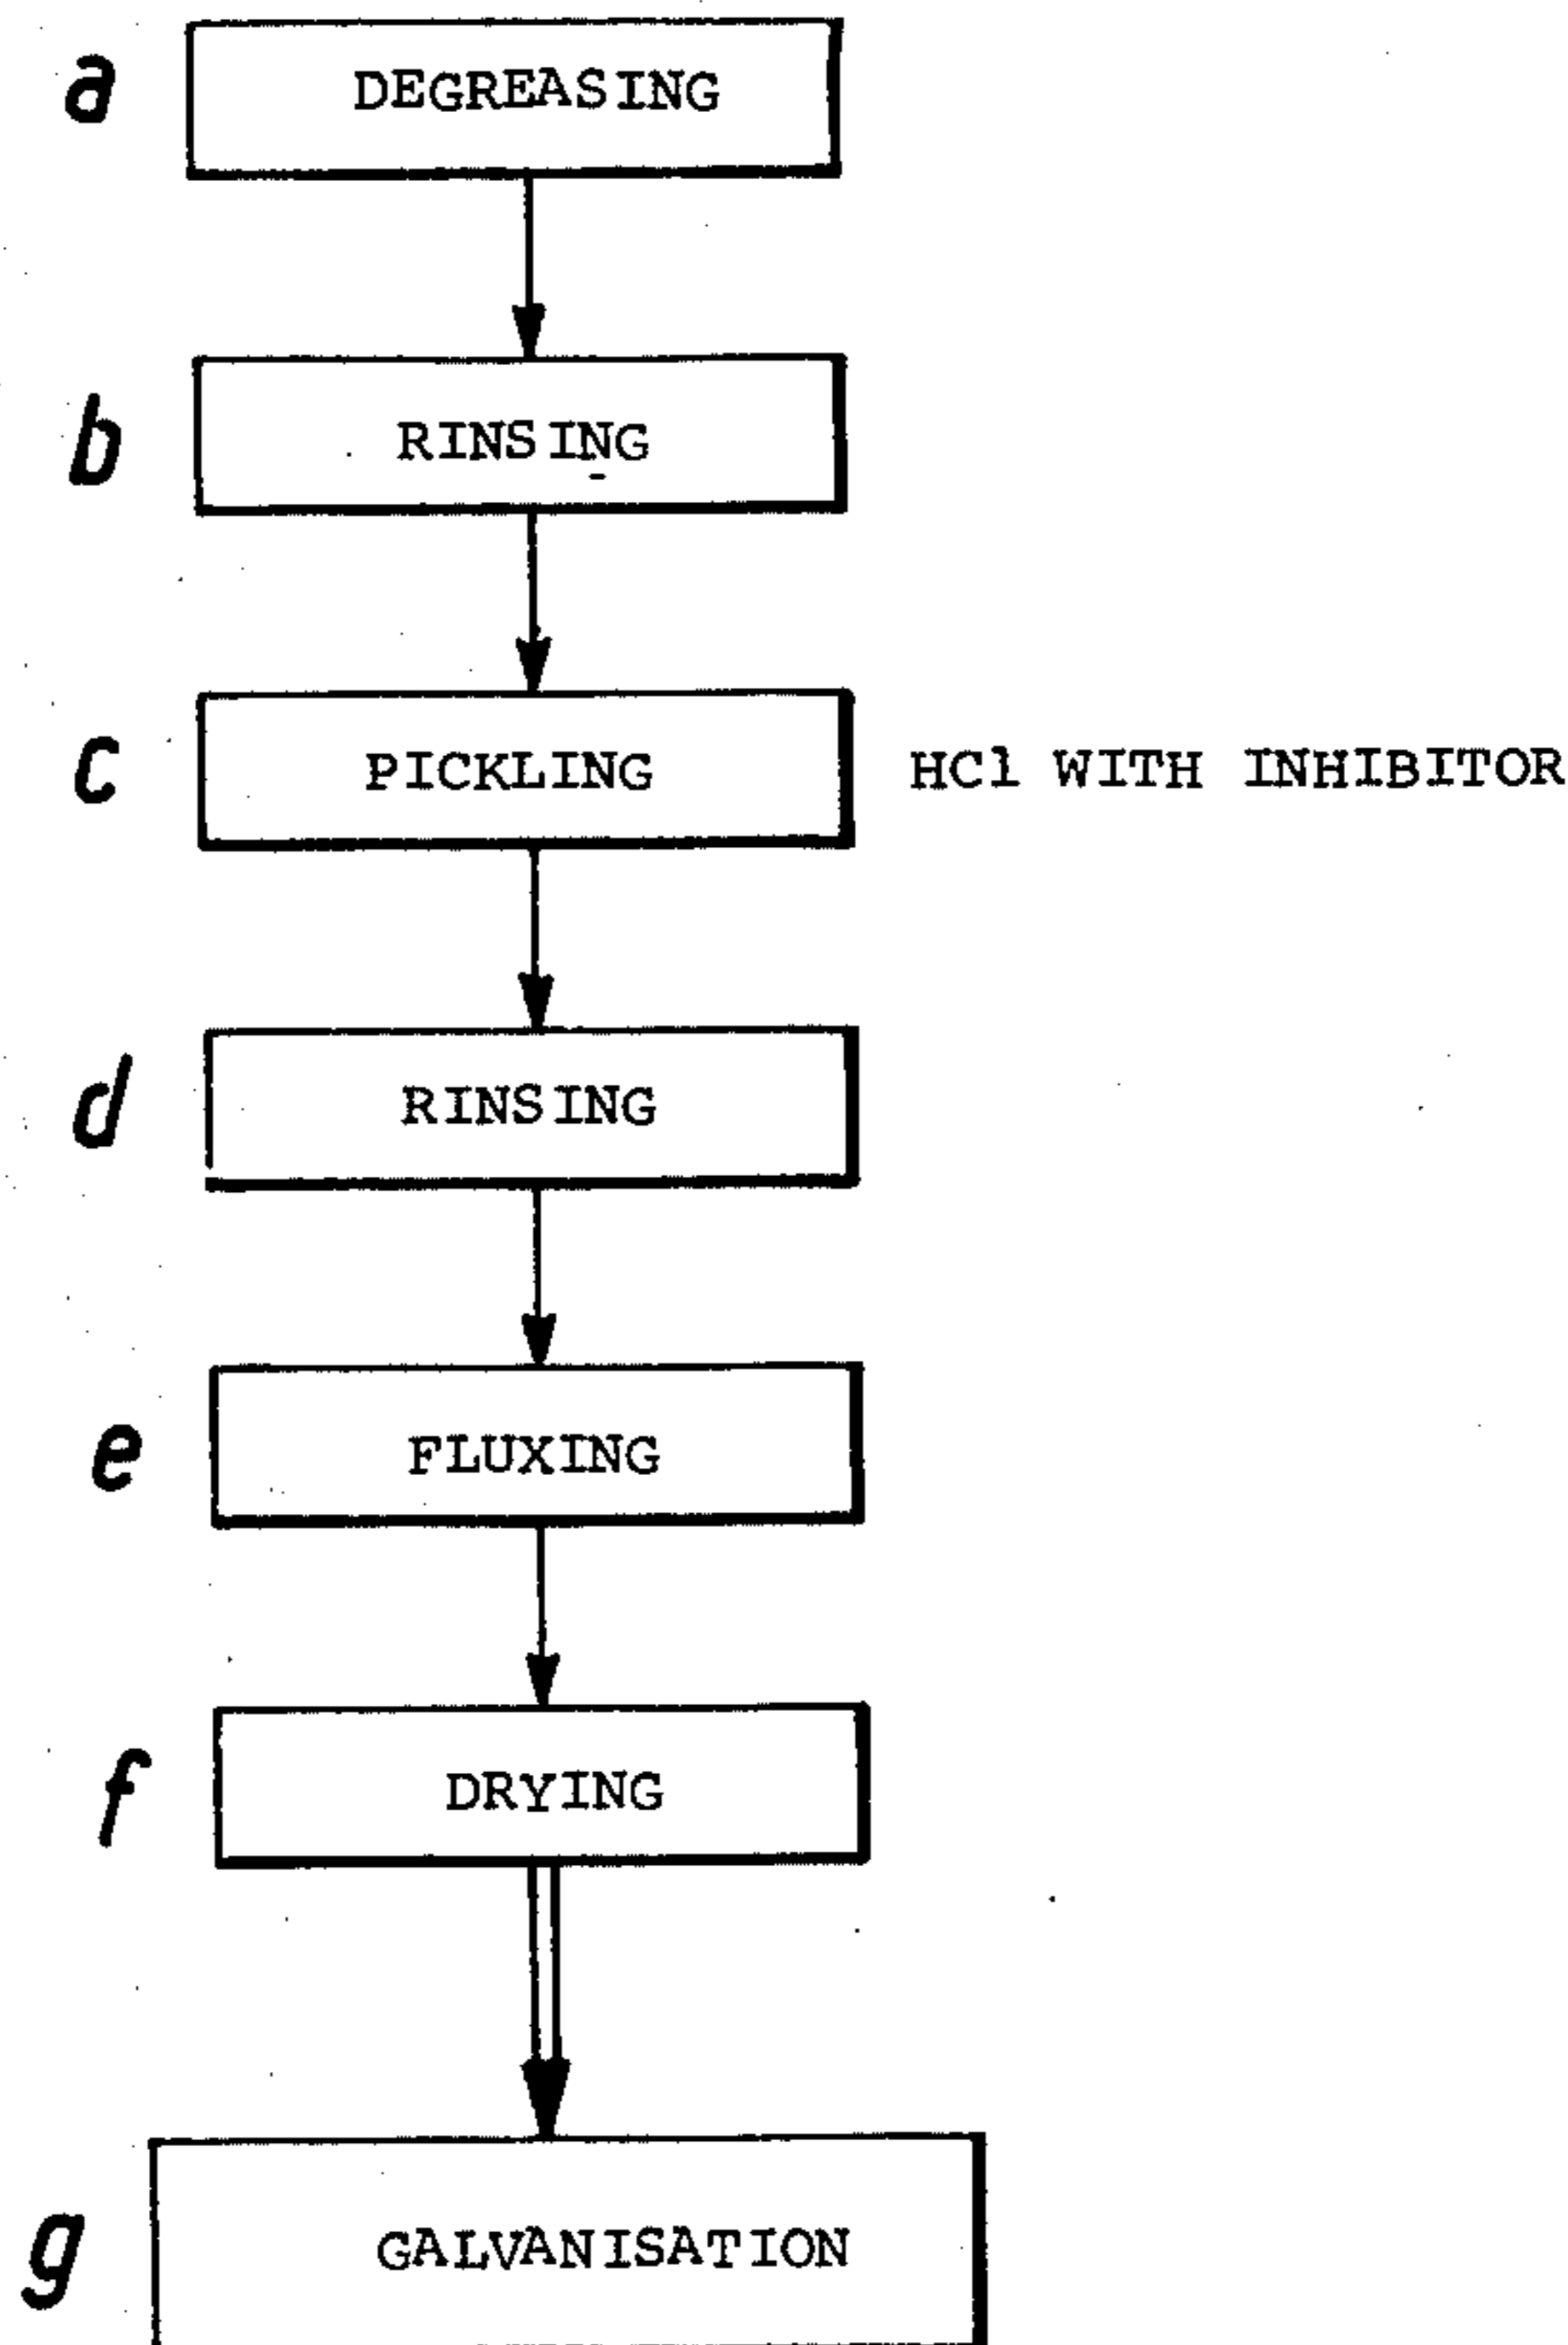 a DEGREASING
b RINSING
c PICKLING HCl WITH INHIBITOR
d RINSING
e FLUXING
f DRYING
g GALVANISATION